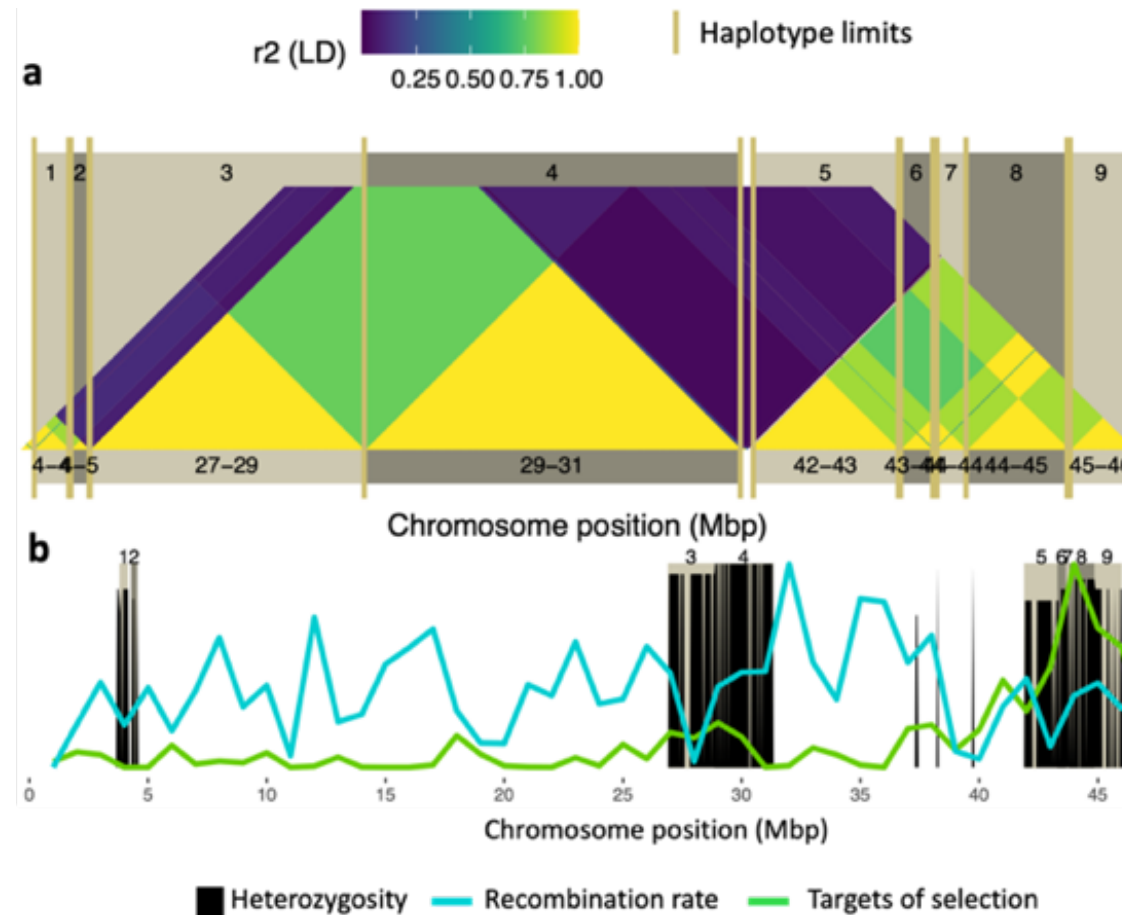 r2 (LD)
0.25 0.50 0.75 1.00
Haplotype limits
a
1 2 3 4 5 6 7 8 9
27–29 29–31 42–43 44–45
Chromosome position (Mbp)
b
1 2 3 4 5 6 7 8 9
0 5 10 15 20 25 30 35 40 45
Chromosome position (Mbp)
Heterozygosity Recombination rate Targets of selection